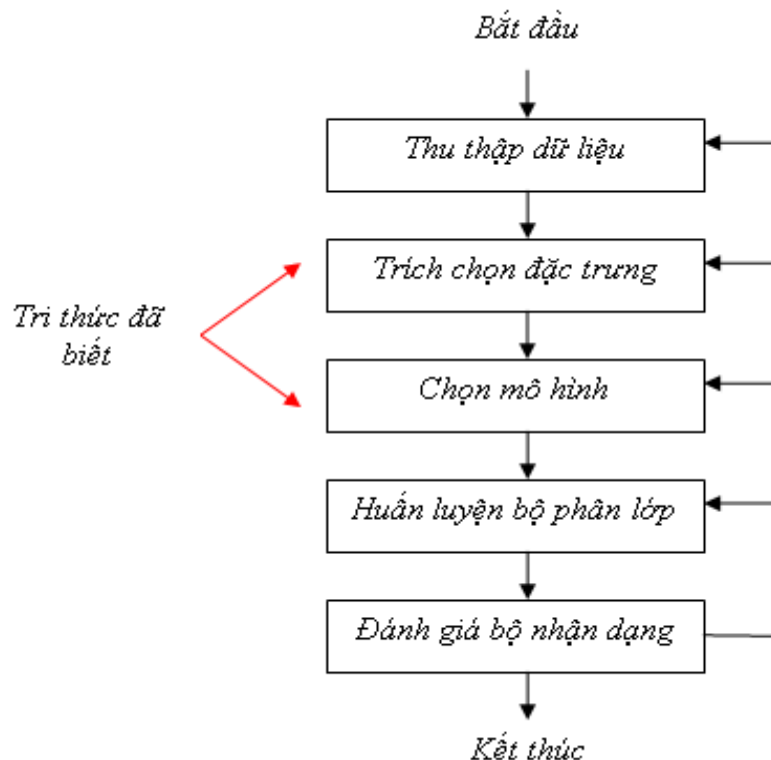 Bắt đầu
Thu thập dữ liệu
Trích chọn đặc trưng
Tri thức đã
biết
Chọn mô hình
Huấn luyện bộ phân lớp
Đánh giá bộ nhận dạng
Kết thúc